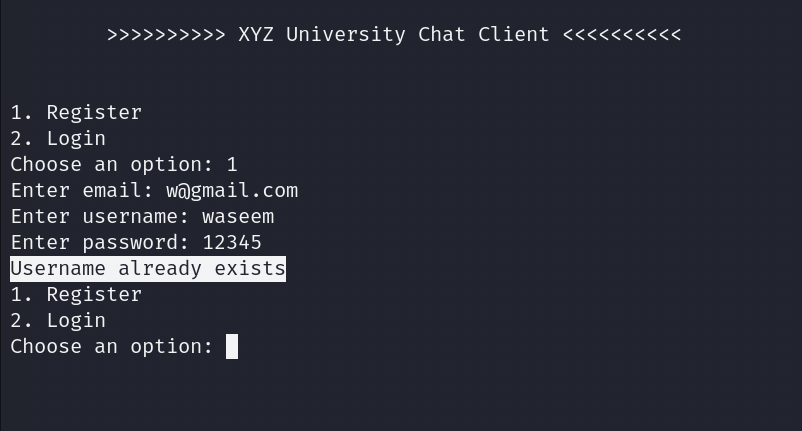 >>>>>>>>>> XYZ University Chat Client <<<<<<<<<<
1. Register
2. Login
Choose an option: 1
Enter email: w@gmail.com
Enter username: waseem
Enter password: 12345
Username already exists
1. Register
2. Login
Choose an option: